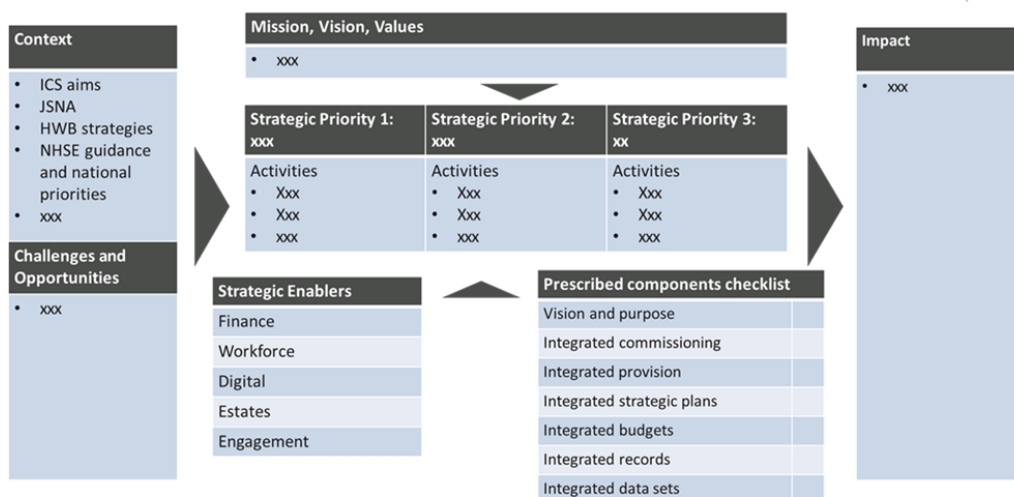 Context
• ICS aims
• JSNA
• HWB strategies
• NHSE guidance
and national
priorities
• xxx
Challenges and
Opportunities
• xxx
Mission, Vision, Values
• xxx
Strategic Priority 1:
xxx
Activities
• Xxx
• Xxx
• xxx
Strategic Priority 2:
xxx
Activities
• Xxx
• Xxx
• xxx
Strategic Priority 3:
xx
Activities
• Xxx
• Xxx
• xxx
Strategic Enablers
Finance
Workforce
Digital
Estates
Engagement
Prescribed components checklist
Vision and purpose
Integrated commissioning
Integrated provision
Integrated strategic plans
Integrated budgets
Integrated records
Integrated data sets
Impact
• xxx